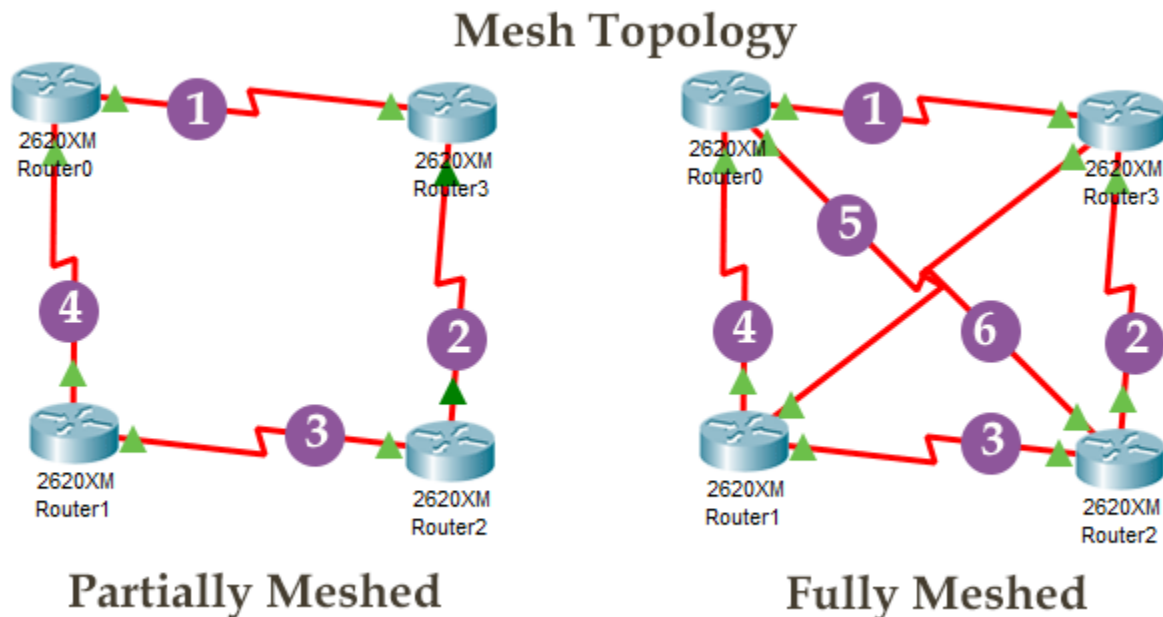 Mesh Topology
1
2620XM
Router0
2620XM
Router3
4
2
3
2620XM
Router1
2620XM
Router2
Partially Meshed
1
2620XM
Router0
2620XM
Router3
5
4
6
2
3
2620XM
Router1
2620XM
Router2
Fully Meshed